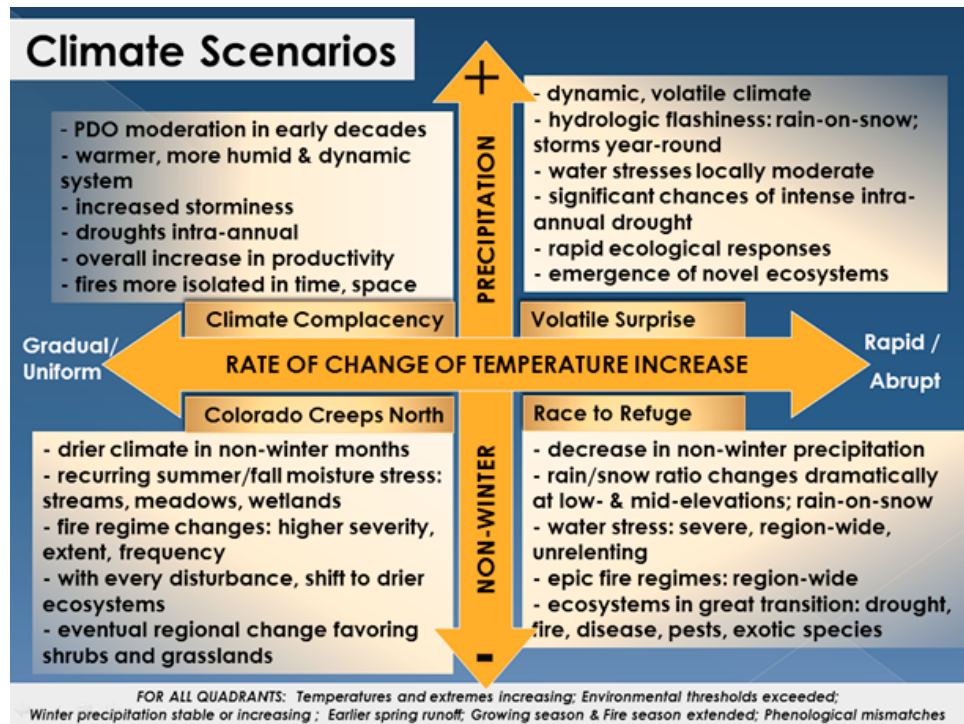 Climate Scenarios
+
- PDO moderation in early decades
- warmer, more humid & dynamic
system
- increased storminess
- droughts intra-annual
- overall increase in productivity
- fires more isolated in time, space
PRECIPITATION
- dynamic, volatile climate
- hydrologic flashiness: rain-on-snow;
storms year-round
- water stresses locally moderate
- significant chances of intense intra-
annual drought
- rapid ecological responses
- emergence of novel ecosystems
Climate Complacency
Volatile Surprise
Gradual/
Uniform
RATE OF CHANGE OF TEMPERATURE INCREASE
Rapid /
Abrupt
Colorado Creeps North
Race to Refuge
- drier climate in non-winter months
- recurring summer/fall moisture stress:
streams, meadows, wetlands
- fire regime changes: higher severity,
extent, frequency
- with every disturbance, shift to drier
ecosystems
- eventual regional change favoring
shrubs and grasslands
NON-WINTER
- decrease in non-winter precipitation
- rain/snow ratio changes dramatically
at low- & mid-elevations; rain-on-snow
- water stress: severe, region-wide,
unrelenting
- epic fire regimes: region-wide
- ecosystems in great transition: drought,
fire, disease, pests, exotic species
-
FOR ALL QUADRANTS: Temperatures and extremes increasing; Environmental thresholds exceeded;
Winter precipitation stable or increasing ; Earlier spring runoff; Growing season & Fire season extended; Phenological mismatches